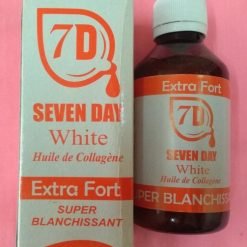 7D
SEVEN DAY
White
Huile de Collagène
Extra Fort
SUPER
BLANCHISSANT
Extra Fort
7D
SEVEN DAY
White
Huile de Collagène
SUPER BLANCHISSA